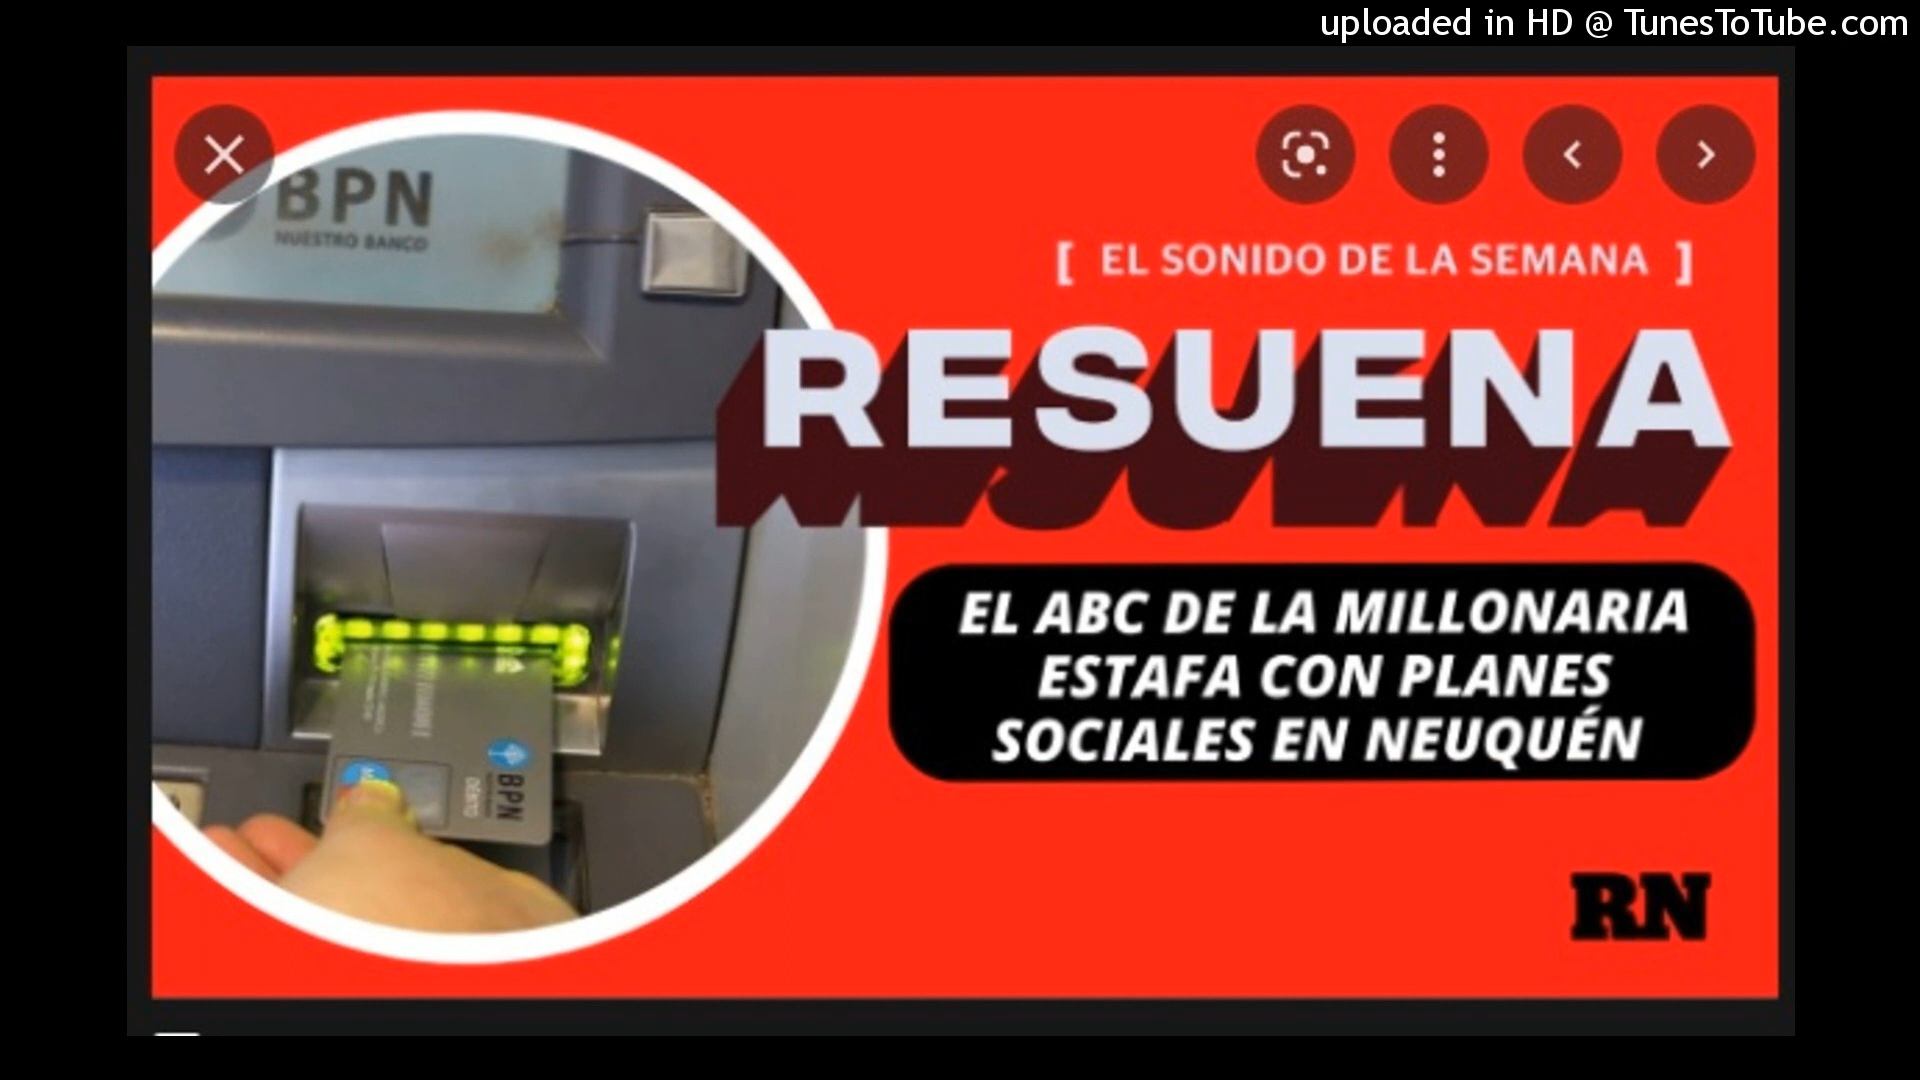 uploaded in HD @ TunesToTube.com
BPN
NUESTRO BANCO
[ EL SONIDO DE LA SEMANA ]
RESUENA
EL ABC DE LA MILLONARIA
ESTAFA CON PLANES
SOCIALES EN NEUQUÉN
BPN
DÉBITO
RN